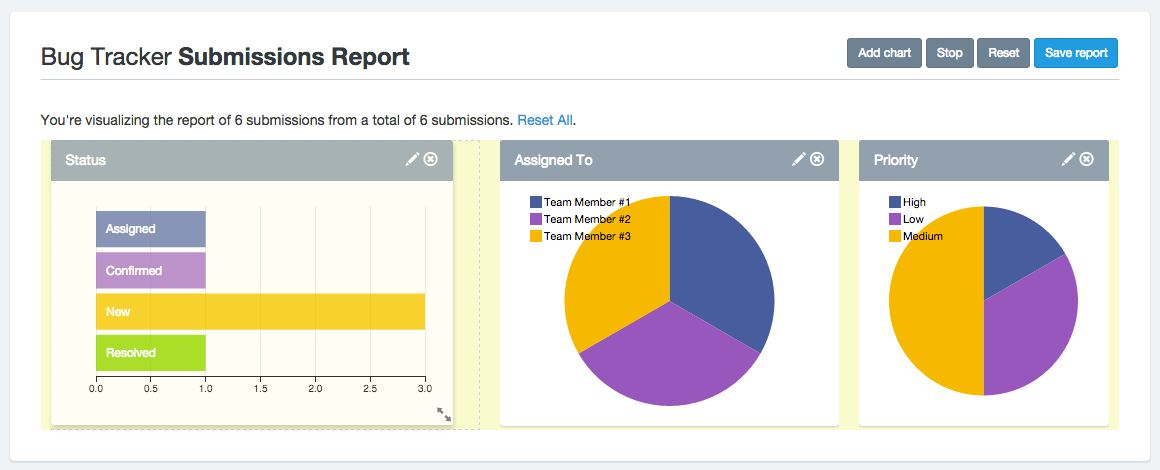 Bug Tracker Submissions Report
Add chart
Stop
Reset
Save report
You're visualizing the report of 6 submissions from a total of 6 submissions. Reset All.
Status
Assigned
Confirmed
New
Resolved
0.0 0.5 1.0 1.5 2.0 2.5 3.0
Assigned To
Team Member #1
Team Member #2
Team Member #3
Priority
High
Low
Medium